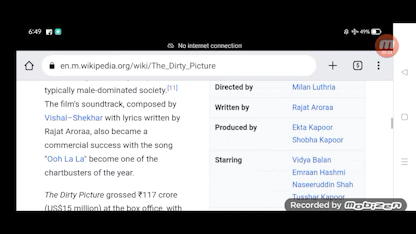 6:49
49%
No internet connection
en.m.wikipedia.org/wiki/The_Dirty_Picture
5
typically male-dominated society.[11]
The film's soundtrack, composed by
Vishal–Shekhar with lyrics written by
Rajat Aroraa, also became a
commercial success with the song
"Ooh La La" become one of the
chartbusters of the year.
The Dirty Picture grossed ₹117 crore
(US$15 million) at the box office, with
Directed by Milan Luthria
Written by Rajat Aroraa
Produced by Ekta Kapoor
Shobha Kapoor
Starring Vidya Balan
Emraan Hashmi
Naseeruddin Shah
Tusshar Kapoor
Recorded by Mobizen